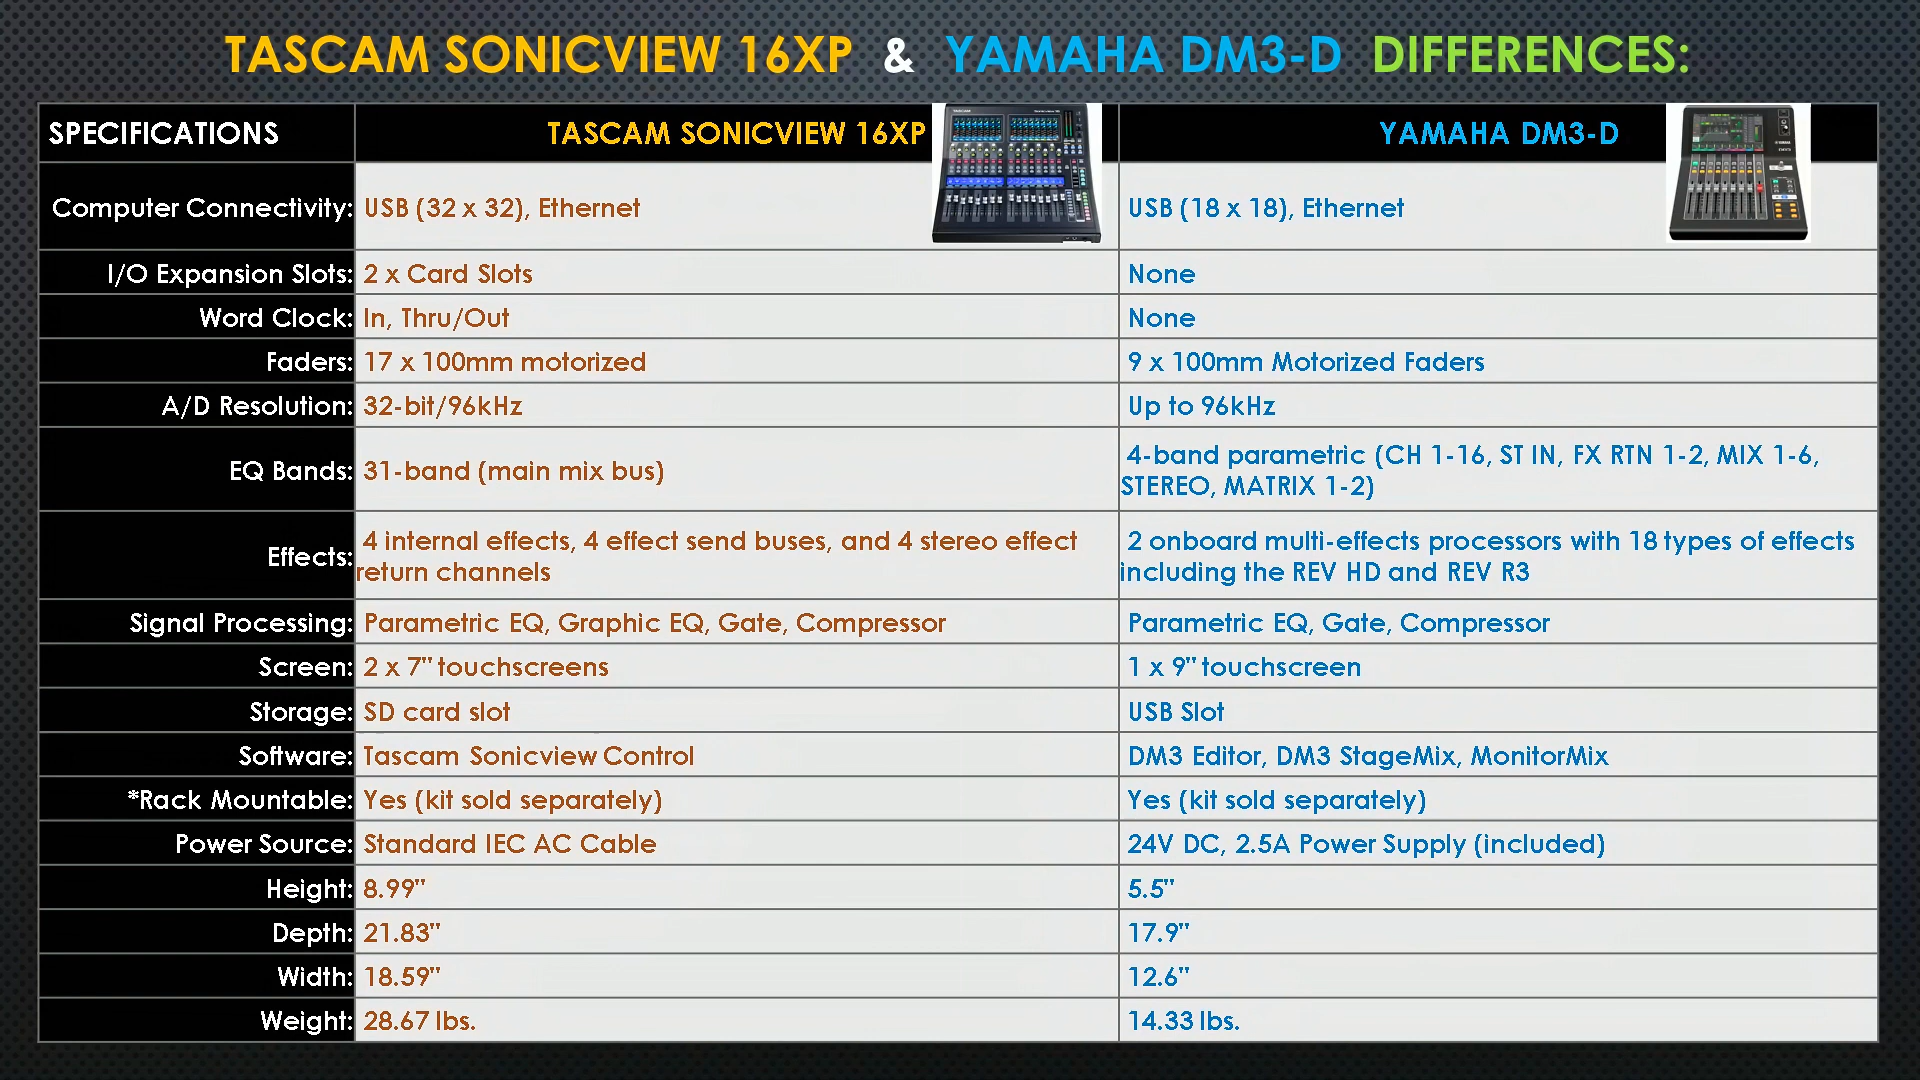 TASCAM SONICVIEW 16XP & YAMAHA DM3-D DIFFERENCES:
SPECIFICATIONS TASCAM SONICVIEW 16XP YAMAHA DM3-D
Computer Connectivity: USB (32 x 32), Ethernet USB (18 x 18), Ethernet
I/O Expansion Slots: 2 x Card Slots None
Word Clock: In, Thru/Out None
Faders: 17 x 100mm motorized 9 x 100mm Motorized Faders
A/D Resolution: 32-bit/96kHz Up to 96kHz
EQ Bands: 31-band (main mix bus) 4-band parametric (CH 1-16, ST IN, FX RTN 1-2, MIX 1-6,
STEREO, MATRIX 1-2)
Effects: 4 internal effects, 4 effect send buses, and 4 stereo effect
return channels
2 onboard multi-effects processors with 18 types of effects
including the REV HD and REV R3
Signal Processing: Parametric EQ, Graphic EQ, Gate, Compressor Parametric EQ, Gate, Compressor
Screen: 2 x 7" touchscreens 1 x 9" touchscreen
Storage: SD card slot USB Slot
Software: Tascam Sonicview Control DM3 Editor, DM3 StageMix, MonitorMix
*Rack Mountable: Yes (kit sold separately) Yes (kit sold separately)
Power Source: Standard IEC AC Cable 24V DC, 2.5A Power Supply (included)
Height: 8.99" 5.5"
Depth: 21.83" 17.9"
Width: 18.59" 12.6"
Weight: 28.67 lbs. 14.33 lbs.